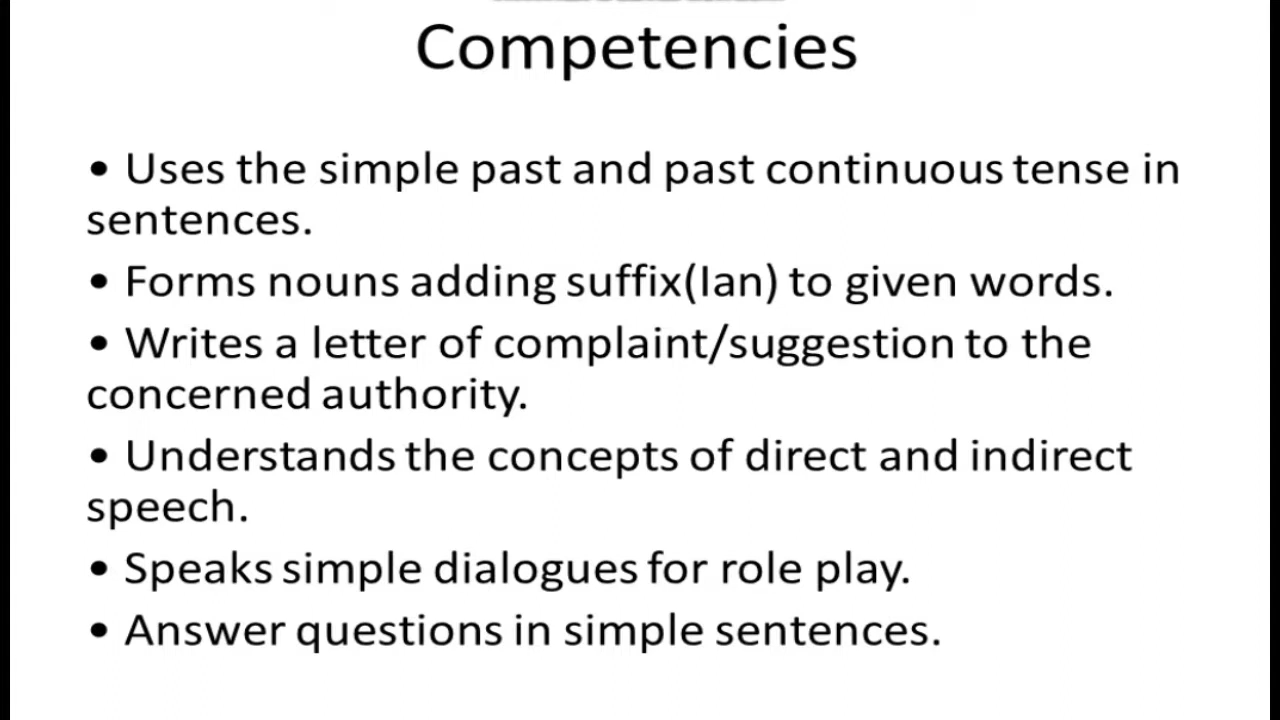 Competencies
• Uses the simple past and past continuous tense in
sentences.
• Forms nouns adding suffix(Ian) to given words.
• Writes a letter of complaint/suggestion to the
concerned authority.
• Understands the concepts of direct and indirect
speech.
• Speaks simple dialogues for role play.
• Answer questions in simple sentences.